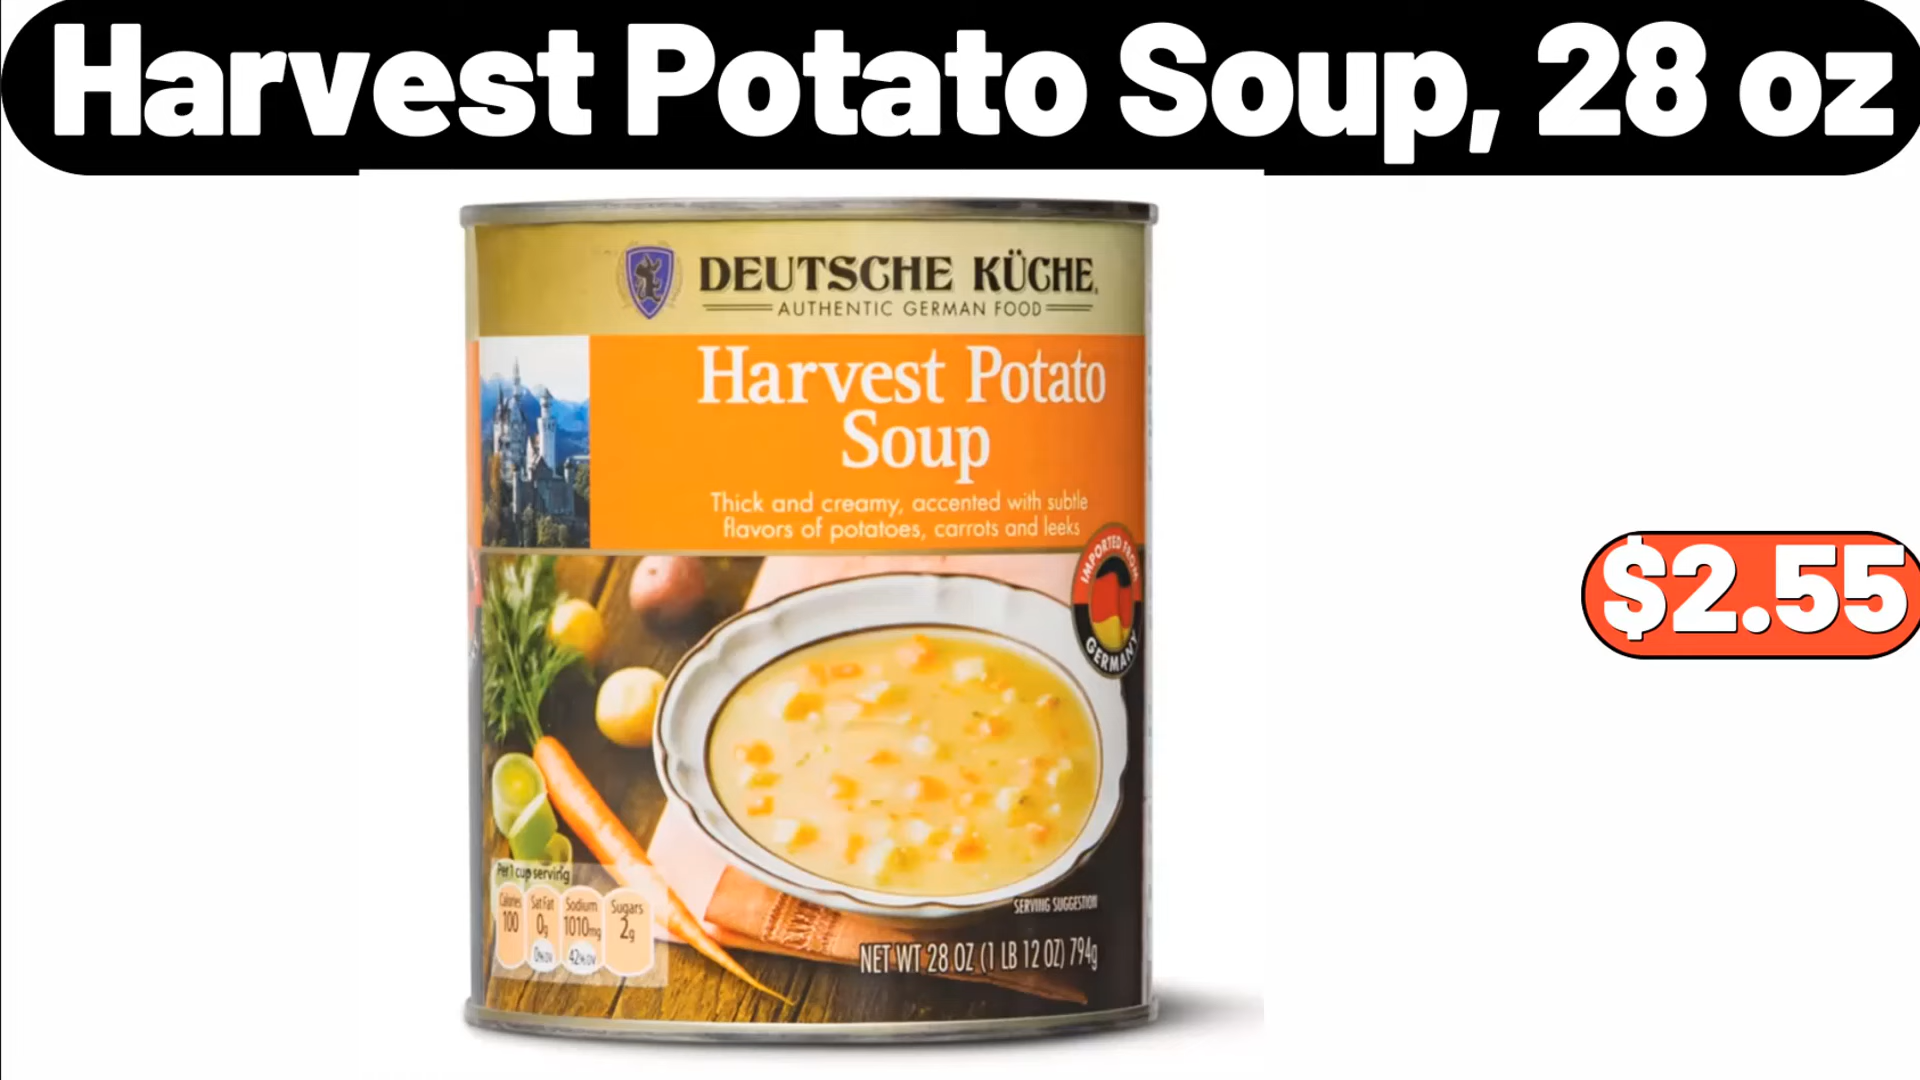 Harvest Potato Soup, 28 oz
DEUTSCHE KÜCHE®
AUTHENTIC GERMAN FOOD
Harvest Potato
Soup
Thick and creamy, accented with subtle
flavors of potatoes, carrots and leeks
IMPORTED FROM
GERMANY
$2.55
Per 1 cup serving
Calories
100
Sat Fat
0g
0% DV
Sodium
1010mg
42% DV
Sugars
2g
SERVING SUGGESTION
NET WT 28 OZ (1 LB 12 OZ) 794g